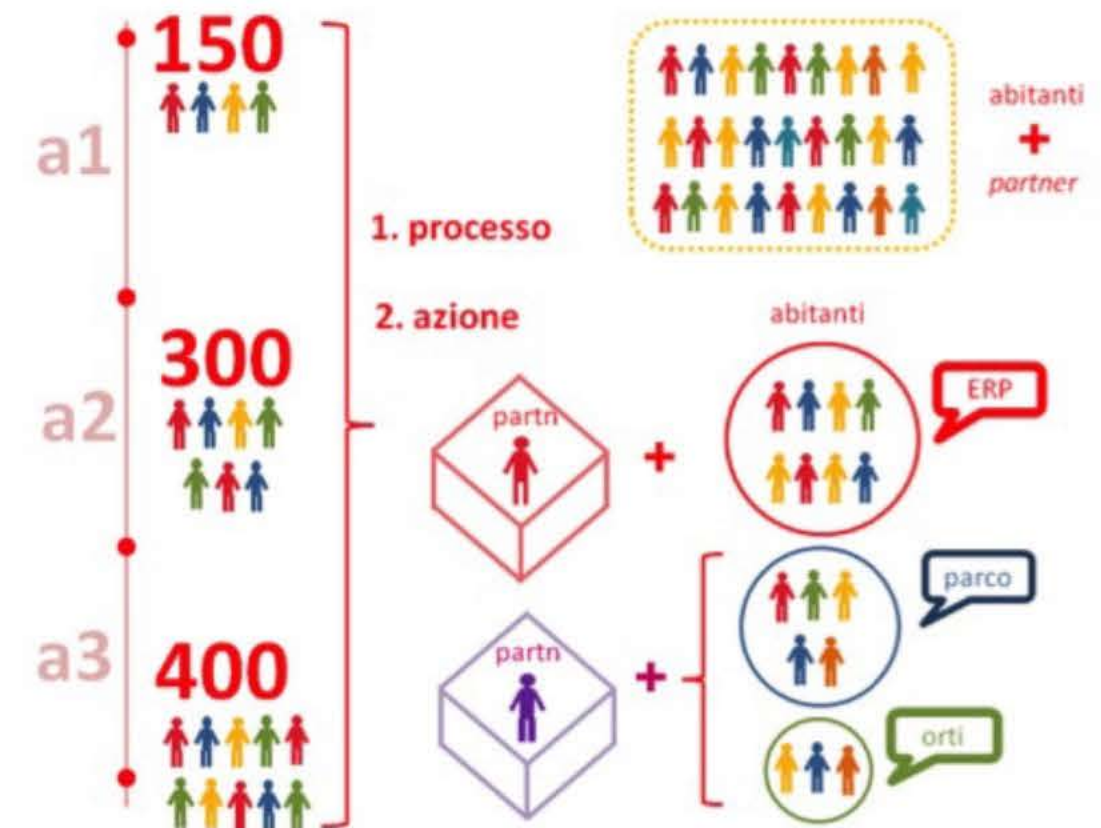 150
a1
abitanti
+
partner
1. processo
2. azione
300
a2
partn
+
abitanti
ERP
a3
400
partn
+
parco
orti